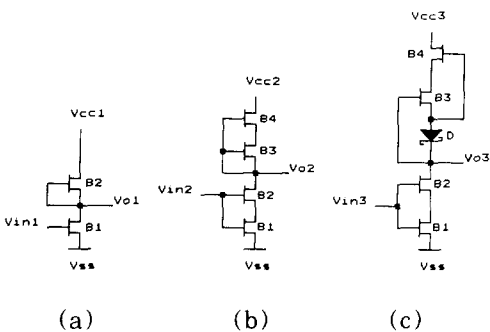 Vcc1
B2
Vo1
Vin1
B1
Vss
(a)
Vcc2
B4
B3
Vo2
Vin2
B2
B1
Vss
(b)
Vcc3
B4
B3
D
Vo3
B2
Vin3
B1
Vss
(c)